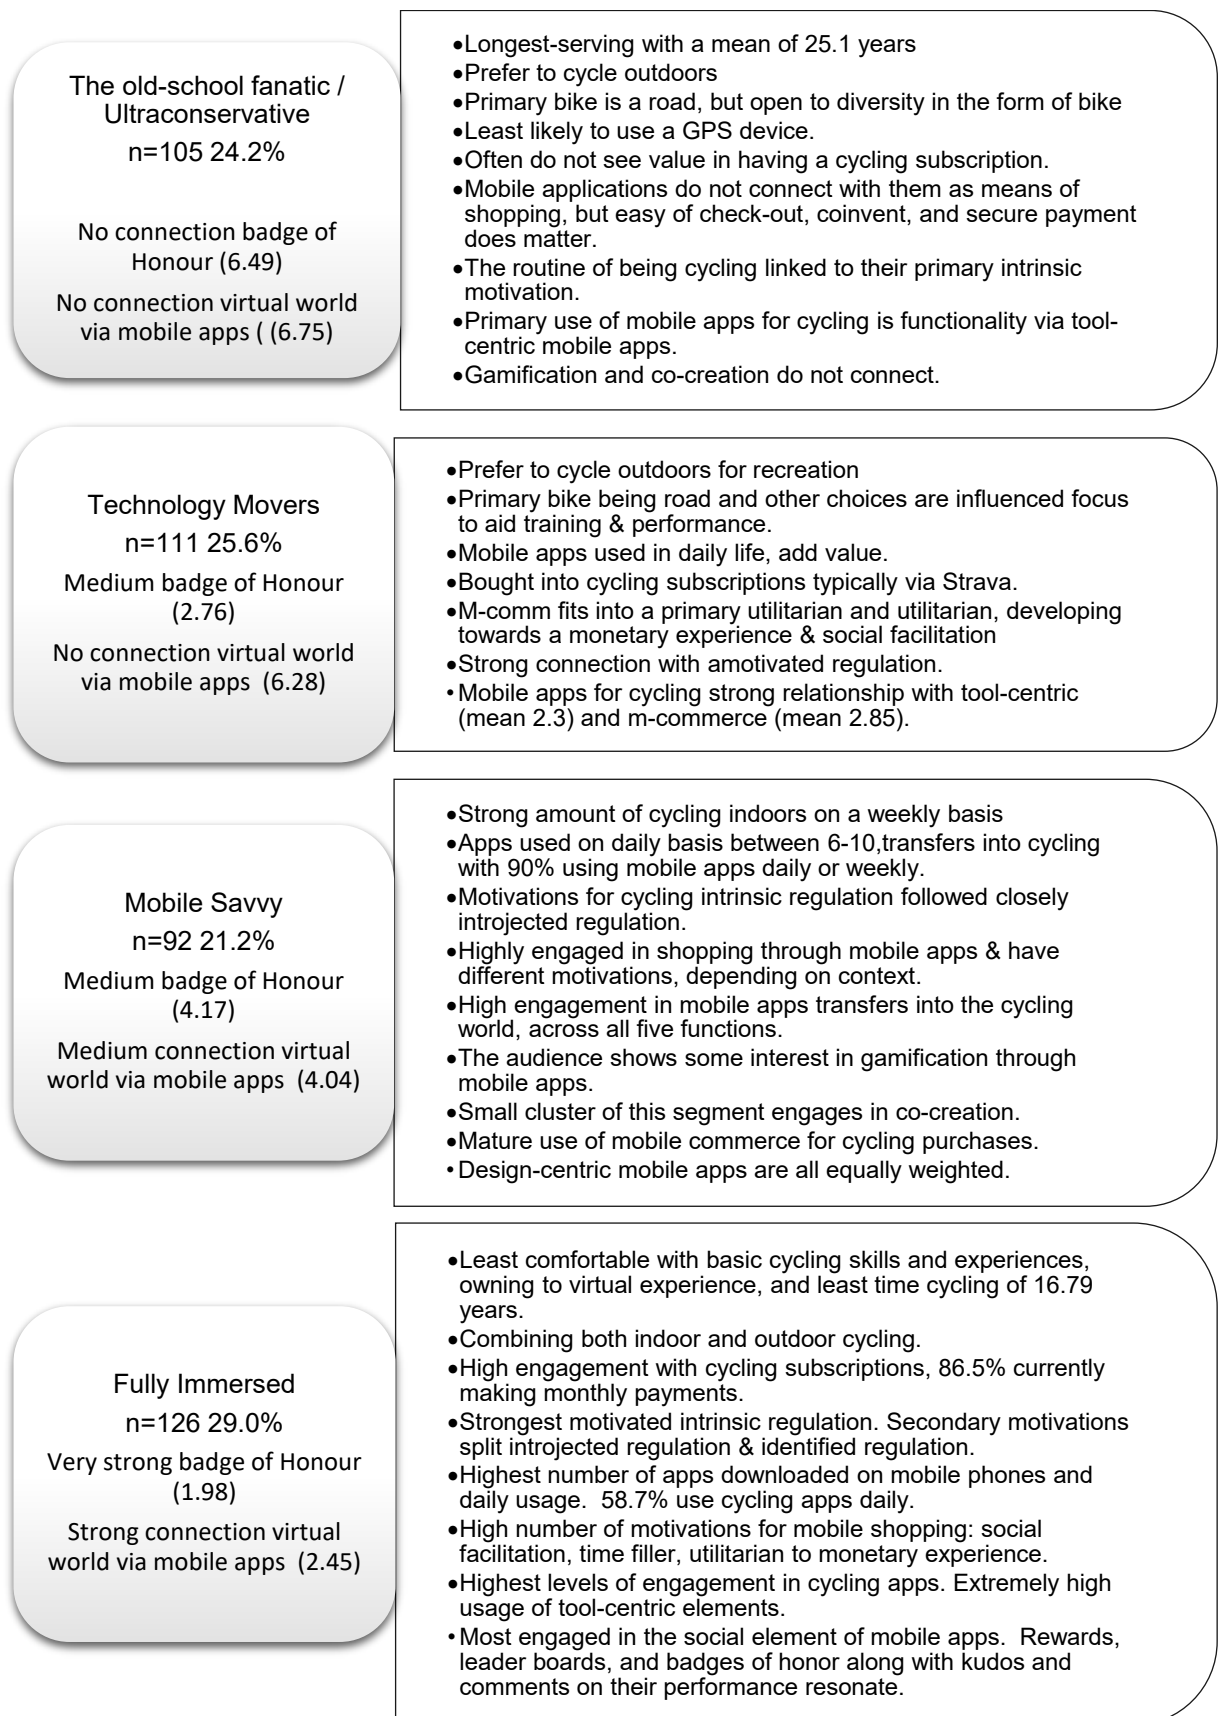 The old-school fanatic /
Ultraconservative
n=105 24.2%
No connection badge of
Honour (6.49)
No connection virtual world
via mobile apps ( (6.75)
•Longest-serving with a mean of 25.1 years
•Prefer to cycle outdoors
•Primary bike is a road, but open to diversity in the form of bike
•Least likely to use a GPS device.
•Often do not see value in having a cycling subscription.
•Mobile applications do not connect with them as means of
shopping, but easy of check-out, coinvent, and secure payment
does matter.
•The routine of being cycling linked to their primary intrinsic
motivation.
•Primary use of mobile apps for cycling is functionality via tool-
centric mobile apps.
•Gamification and co-creation do not connect.
Technology Movers
n=111 25.6%
Medium badge of Honour
(2.76)
No connection virtual world
via mobile apps (6.28)
•Prefer to cycle outdoors for recreation
•Primary bike being road and other choices are influenced focus
to aid training & performance.
•Mobile apps used in daily life, add value.
•Bought into cycling subscriptions typically via Strava.
•M-comm fits into a primary utilitarian and utilitarian, developing
towards a monetary experience & social facilitation
•Strong connection with amotivated regulation.
•Mobile apps for cycling strong relationship with tool-centric
(mean 2.3) and m-commerce (mean 2.85).
Mobile Savvy
n=92 21.2%
Medium badge of Honour
(4.17)
Medium connection virtual
world via mobile apps (4.04)
•Strong amount of cycling indoors on a weekly basis
•Apps used on daily basis between 6-10,transfers into cycling
with 90% using mobile apps daily or weekly.
•Motivations for cycling intrinsic regulation followed closely
introjected regulation.
•Highly engaged in shopping through mobile apps & have
different motivations, depending on context.
•High engagement in mobile apps transfers into the cycling
world, across all five functions.
•The audience shows some interest in gamification through
mobile apps.
•Small cluster of this segment engages in co-creation.
•Mature use of mobile commerce for cycling purchases.
•Design-centric mobile apps are all equally weighted.
Fully Immersed
n=126 29.0%
Very strong badge of Honour
(1.98)
Strong connection virtual
world via mobile apps (2.45)
•Least comfortable with basic cycling skills and experiences,
owning to virtual experience, and least time cycling of 16.79
years.
•Combining both indoor and outdoor cycling.
•High engagement with cycling subscriptions, 86.5% currently
making monthly payments.
•Strongest motivated intrinsic regulation. Secondary motivations
split introjected regulation & identified regulation.
•Highest number of apps downloaded on mobile phones and
daily usage. 58.7% use cycling apps daily.
•High number of motivations for mobile shopping: social
facilitation, time filler, utilitarian to monetary experience.
•Highest levels of engagement in cycling apps. Extremely high
usage of tool-centric elements.
•Most engaged in the social element of mobile apps. Rewards,
leader boards, and badges of honor along with kudos and
comments on their performance resonate.